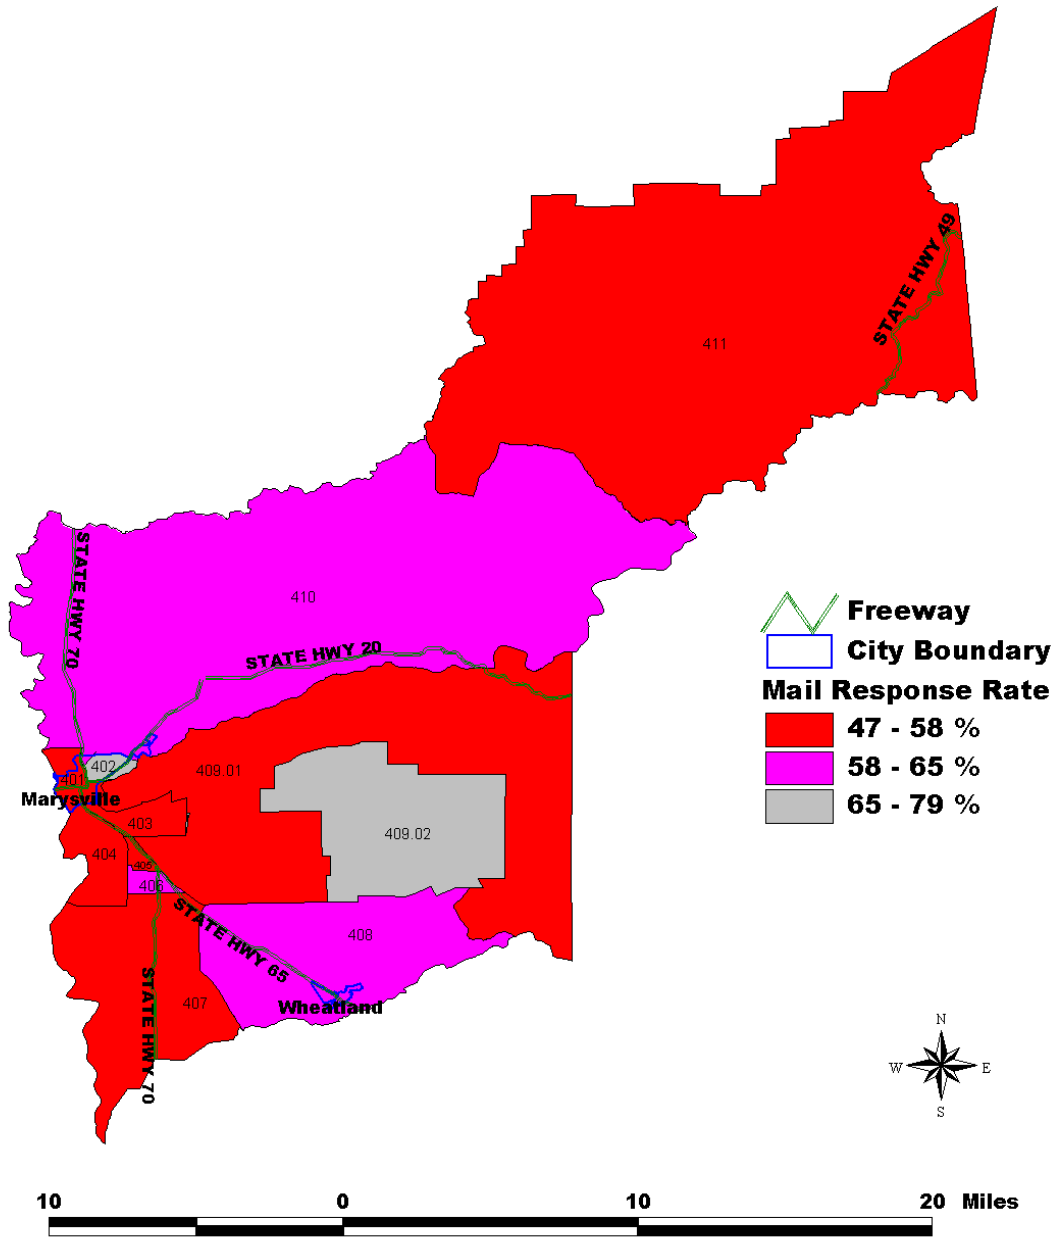 STATE HWY 49
411
STATE HWY 70
410
STATE HWY 20
Freeway
City Boundary
Mail Response Rate
47 - 58 %
58 - 65 %
65 - 79 %
402
401
409.01
Marysville
403
409.02
404
405
406
STATE HWY 65
408
407
Wheatland
STATE HWY 70
N
W E
S
10 0 10 20 Miles